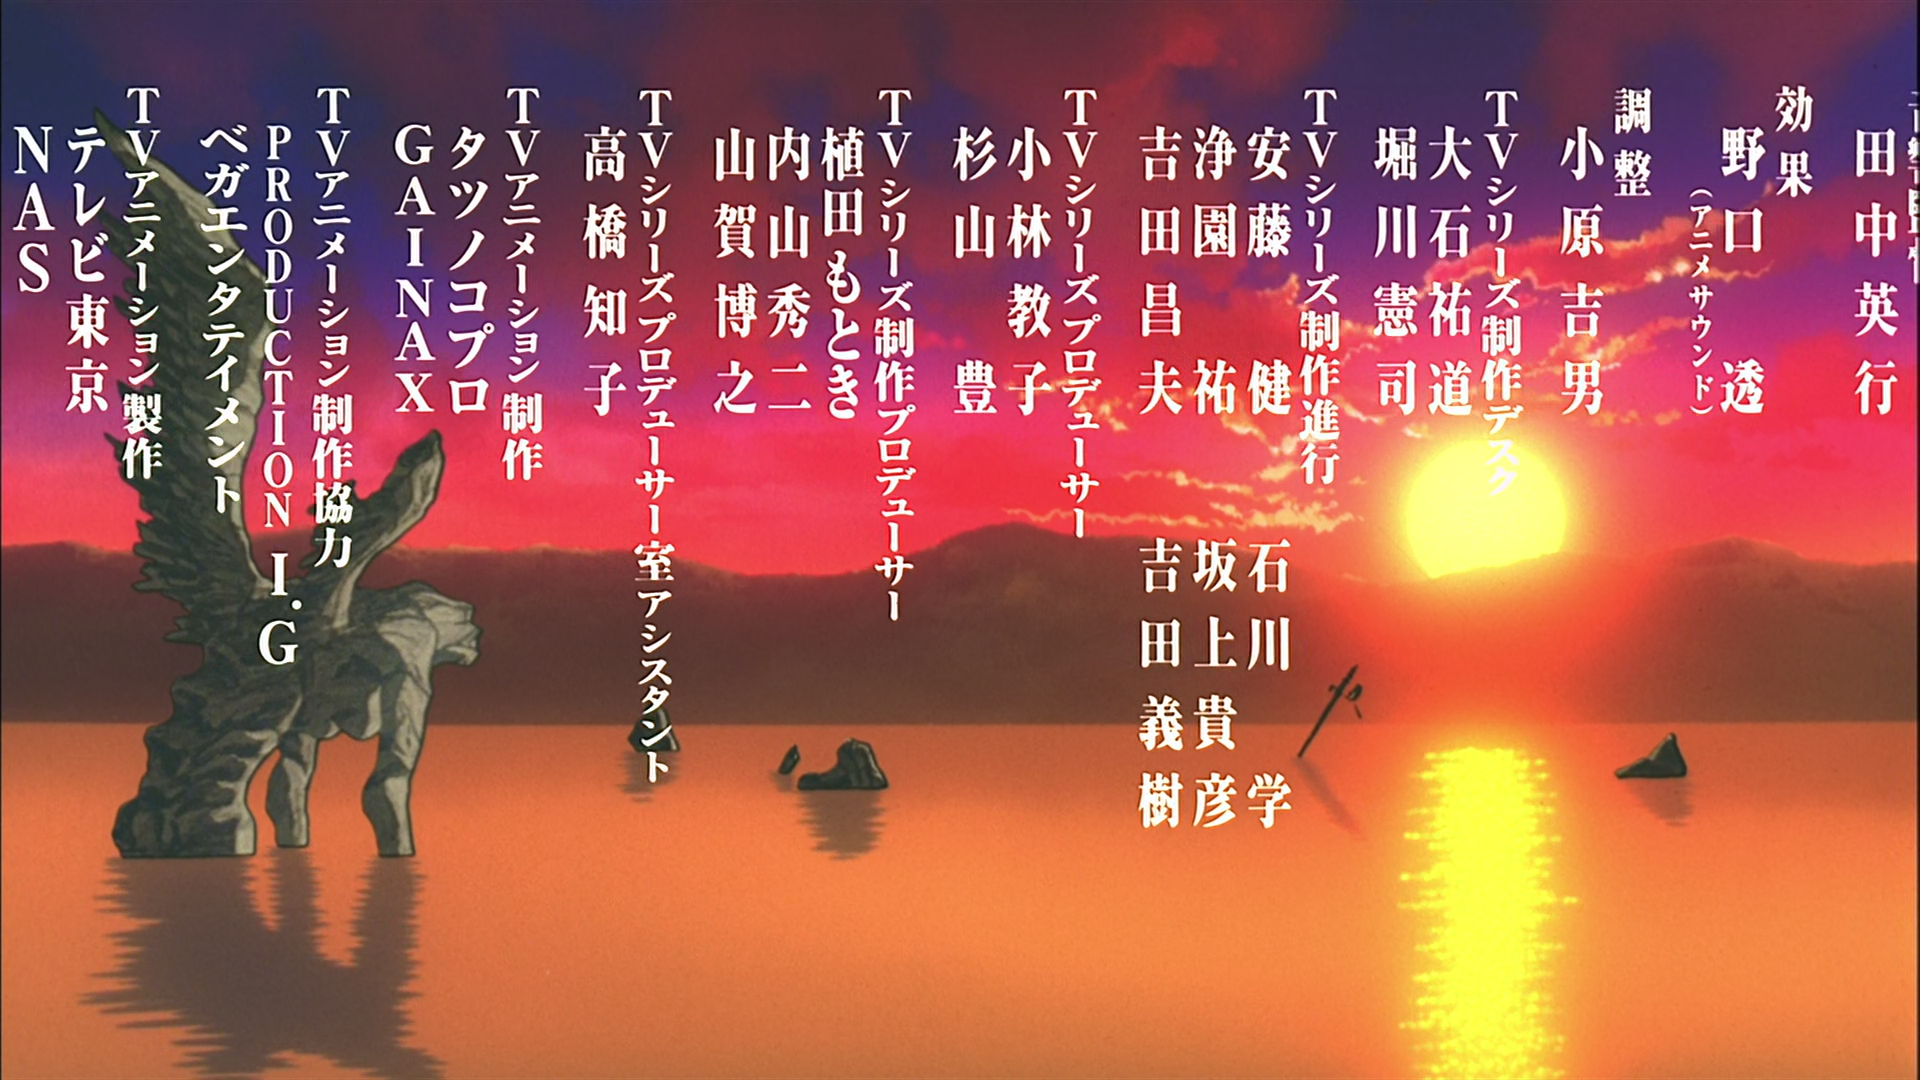 田中英行
効果
野口 透
（アニメサウンド）
調整
小原吉男
TVシリーズ制作デスク
大石祐道
堀川憲司
TVシリーズ制作進行
安藤 健
浄園 祐
吉田昌夫
石川 学
坂上貴彦
吉田義樹
TVシリーズプロデューサー
小林教子
杉山 豊
TVシリーズ制作プロデューサー
植田もとき
内山秀二
山賀博之
TVシリーズプロデューサー室アシスタント
高橋知子
TVアニメーション制作
タツノコプロ
GAINAX
TVアニメーション制作協力
PRODUCTION I.G
ベガエンタテイメント
TVアニメーション製作
テレビ東京
NAS